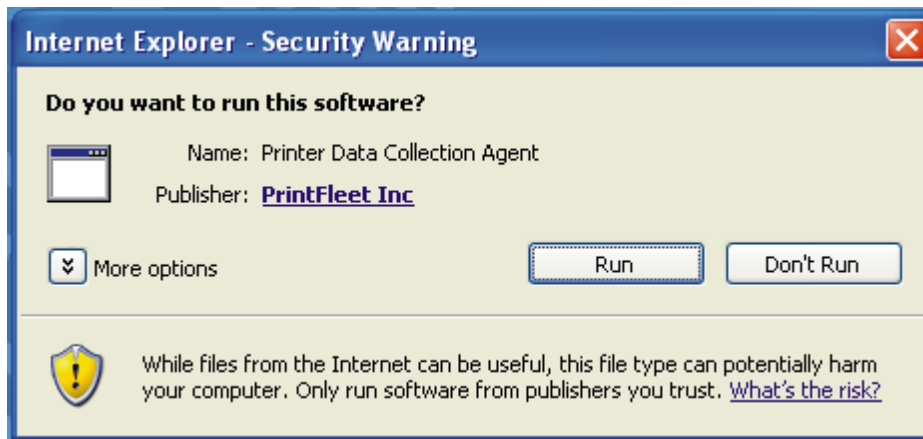 Internet Explorer - Security Warning
Do you want to run this software?
Name: Printer Data Collection Agent
Publisher: PrintFleet Inc
More options
Run
Don't Run
While files from the Internet can be useful, this file type can potentially harm
your computer. Only run software from publishers you trust. What's the risk?